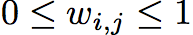 0 ≤ w_{i,j} ≤ 1